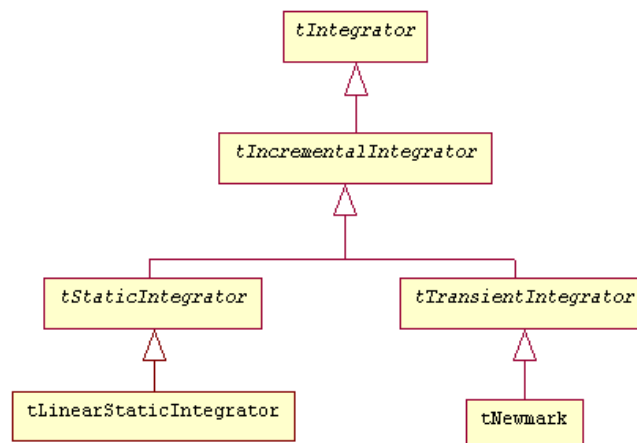 tIntegrator
tIncrementalIntegrator
tStaticIntegrator
tTransientIntegrator
tLinearStaticIntegrator
tNewmark